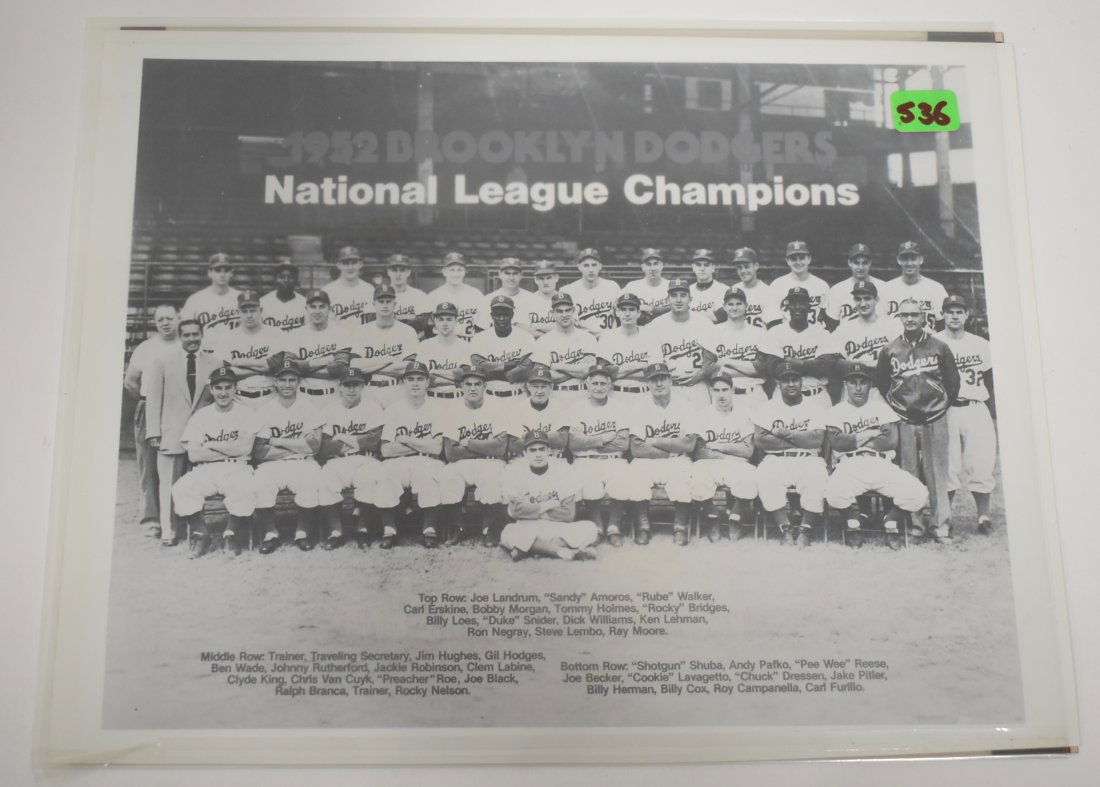 536
1952 BROOKLYN DODGERS
National League Champions
Top Row: Joe Landrum, "Sandy" Amoros, "Rube" Walker,
Carl Erskine, Bobby Morgan, Tommy Holmes, "Rocky" Bridges,
Billy Loes, "Duke" Snider, Dick Williams, Ken Lehman,
Ron Negray, Steve Lembo, Ray Moore.
Middle Row: Trainer, Traveling Secretary, Jim Hughes, Gil Hodges,
Ben Wade, Johnny Rutherford, Jackie Robinson, Clem Labine,
Clyde King, Chris Van Cuyk, "Preacher" Roe, Joe Black,
Ralph Branca, Trainer, Rocky Nelson.
Bottom Row: "Shotgun" Shuba, Andy Pafko, "Pee Wee" Reese,
Joe Becker, "Cookie" Lavagetto, "Chuck" Dressen, Jake Pitler,
Billy Herman, Billy Cox, Roy Campanella, Carl Furillo.